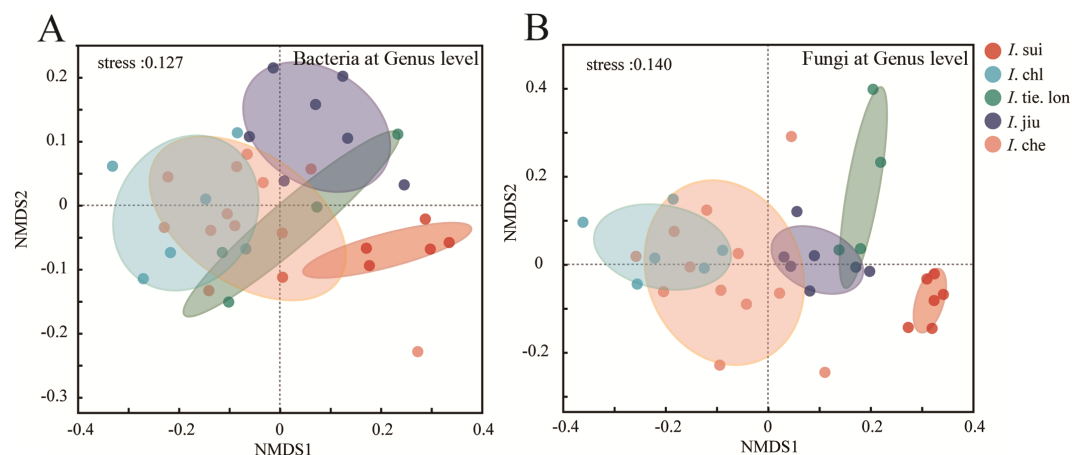 A
stress :0.127
Bacteria at Genus level
0.2
0.1
0
-0.1
-0.2
-0.3
NMDS2
-0.4
-0.2
0
0.2
0.4
NMDS1
B
stress :0.140
Fungi at Genus level
0.4
0.2
0
-0.2
NMDS2
-0.4
-0.2
0
0.2
0.4
NMDS1
I. sui
I. chl
I. tie. lon
I. jiu
I. che